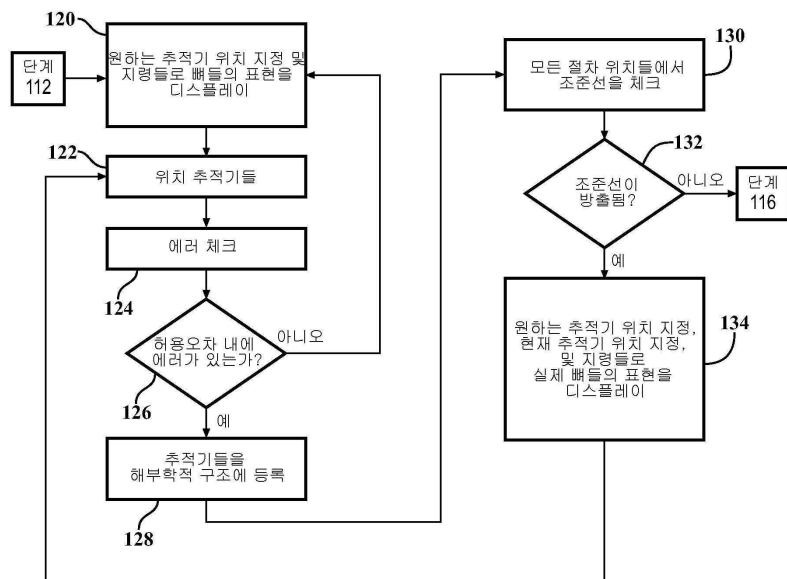 120
단계
112
원하는 추적기 위치 지정 및
지령들로 뼈들의 표현을
디스플레이
122
위치 추적기들
에러 체크
124
허용오차 내에
에러가 있는가?
아니오
126
예
추적기들을
해부학적 구조에 등록
128
모든 절차 위치들에서
조준선을 체크
130
132
조준선이
방출됨?
아니오
단계
116
예
원하는 추적기 위치 지정,
현재 추적기 위치 지정,
및 지령들로
실제 뼈들의 표현을
디스플레이
134